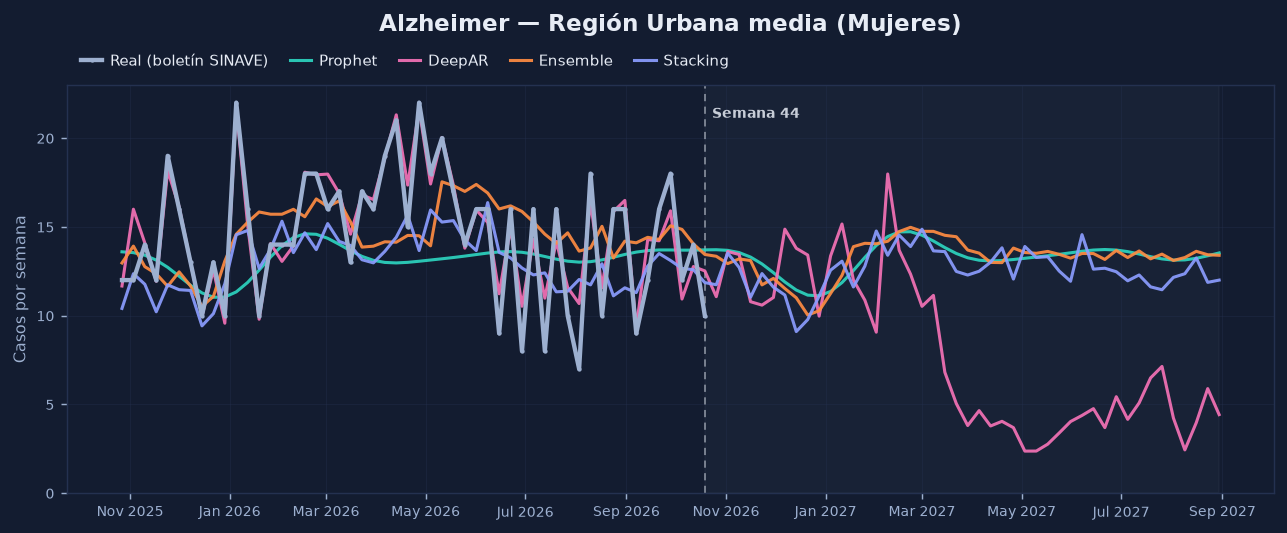 Alzheimer — Región Urbana media (Mujeres)
Real (boletín SINAVE) Prophet DeepAR Ensemble Stacking
Semana 44
Casos por semana
20
15
10
5
0
Nov 2025 Jan 2026 Mar 2026 May 2026 Jul 2026 Sep 2026 Nov 2026 Jan 2027 Mar 2027 May 2027 Jul 2027 Sep 2027